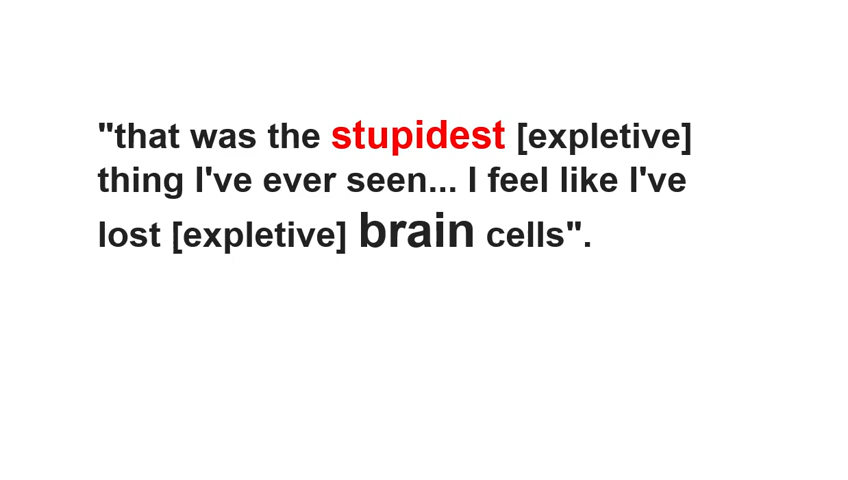 "that was the stupidest [expletive]
thing I've ever seen... I feel like I've
lost [expletive] brain cells".